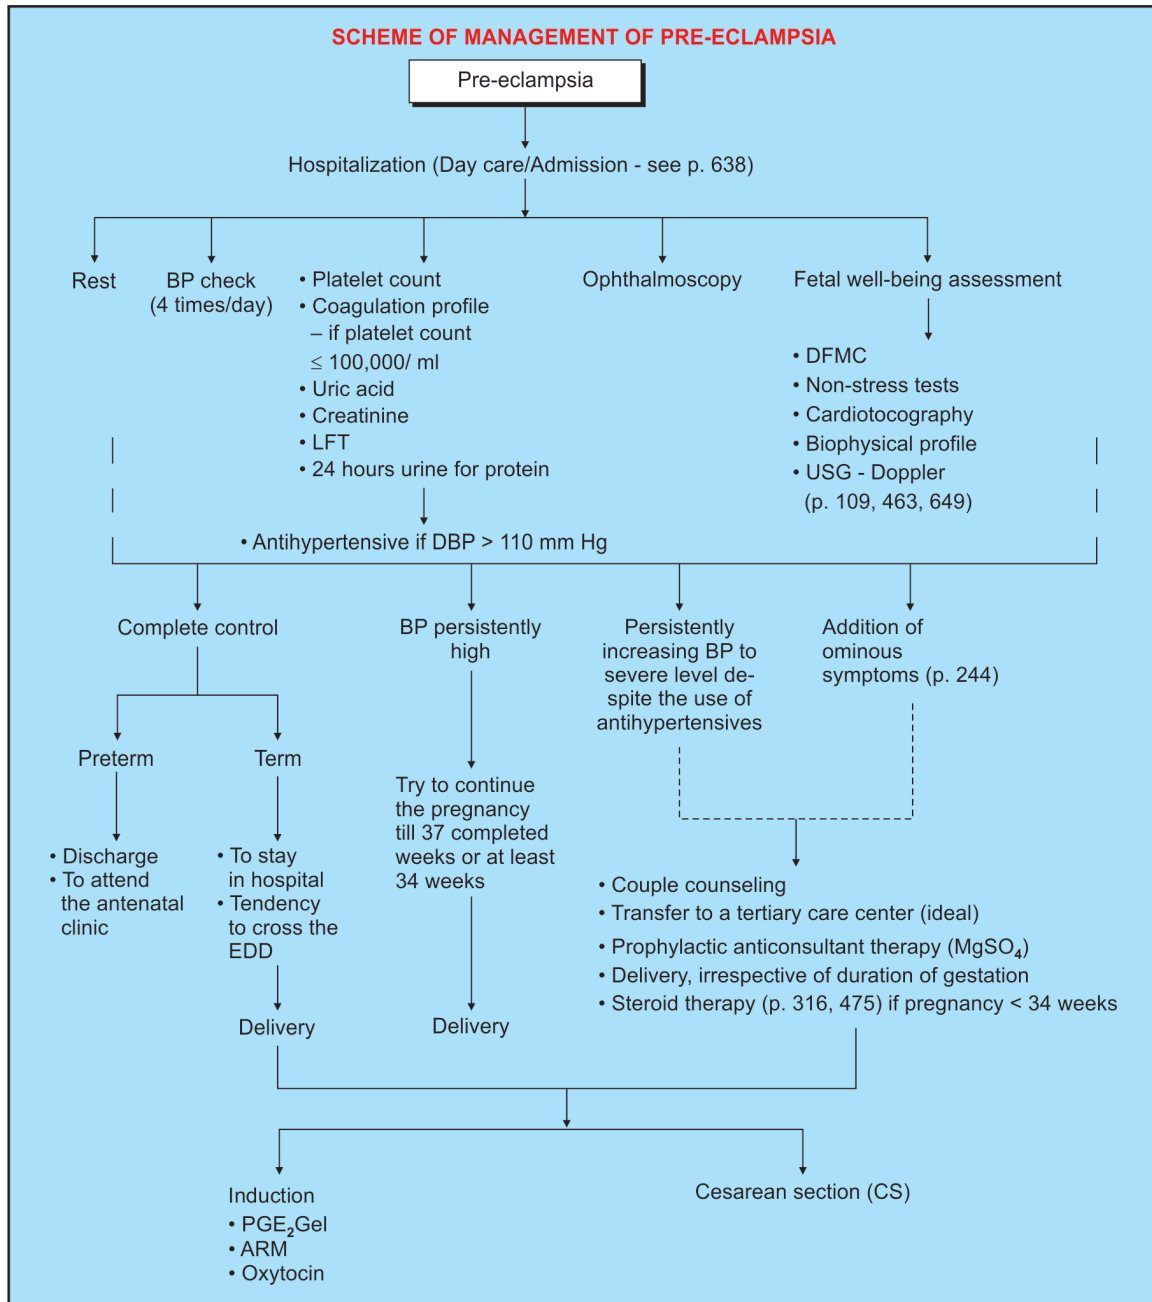 SCHEME OF MANAGEMENT OF PRE-ECLAMPSIA
Pre-eclampsia
Hospitalization (Day care/Admission - see p. 638)
Rest
BP check
(4 times/day)
• Platelet count
• Coagulation profile
– if platelet count
≤ 100,000/ ml
• Uric acid
• Creatinine
• LFT
• 24 hours urine for protein
Ophthalmoscopy
Fetal well-being assessment
• DFMC
• Non-stress tests
• Cardiotocography
• Biophysical profile
• USG - Doppler
(p. 109, 463, 649)
• Antihypertensive if DBP > 110 mm Hg
Complete control
Preterm
• Discharge
• To attend
the antenatal
clinic
Term
• To stay
in hospital
• Tendency
to cross the
EDD
Delivery
BP persistently
high
Try to continue
the pregnancy
till 37 completed
weeks or at least
34 weeks
Delivery
Persistently
increasing BP to
severe level de-
spite the use of
antihypertensives
Addition of
ominous
symptoms (p. 244)
• Couple counseling
• Transfer to a tertiary care center (ideal)
• Prophylactic anticonsultant therapy (MgSO₄)
• Delivery, irrespective of duration of gestation
• Steroid therapy (p. 316, 475) if pregnancy < 34 weeks
Induction
• PGE₂Gel
• ARM
• Oxytocin
Cesarean section (CS)